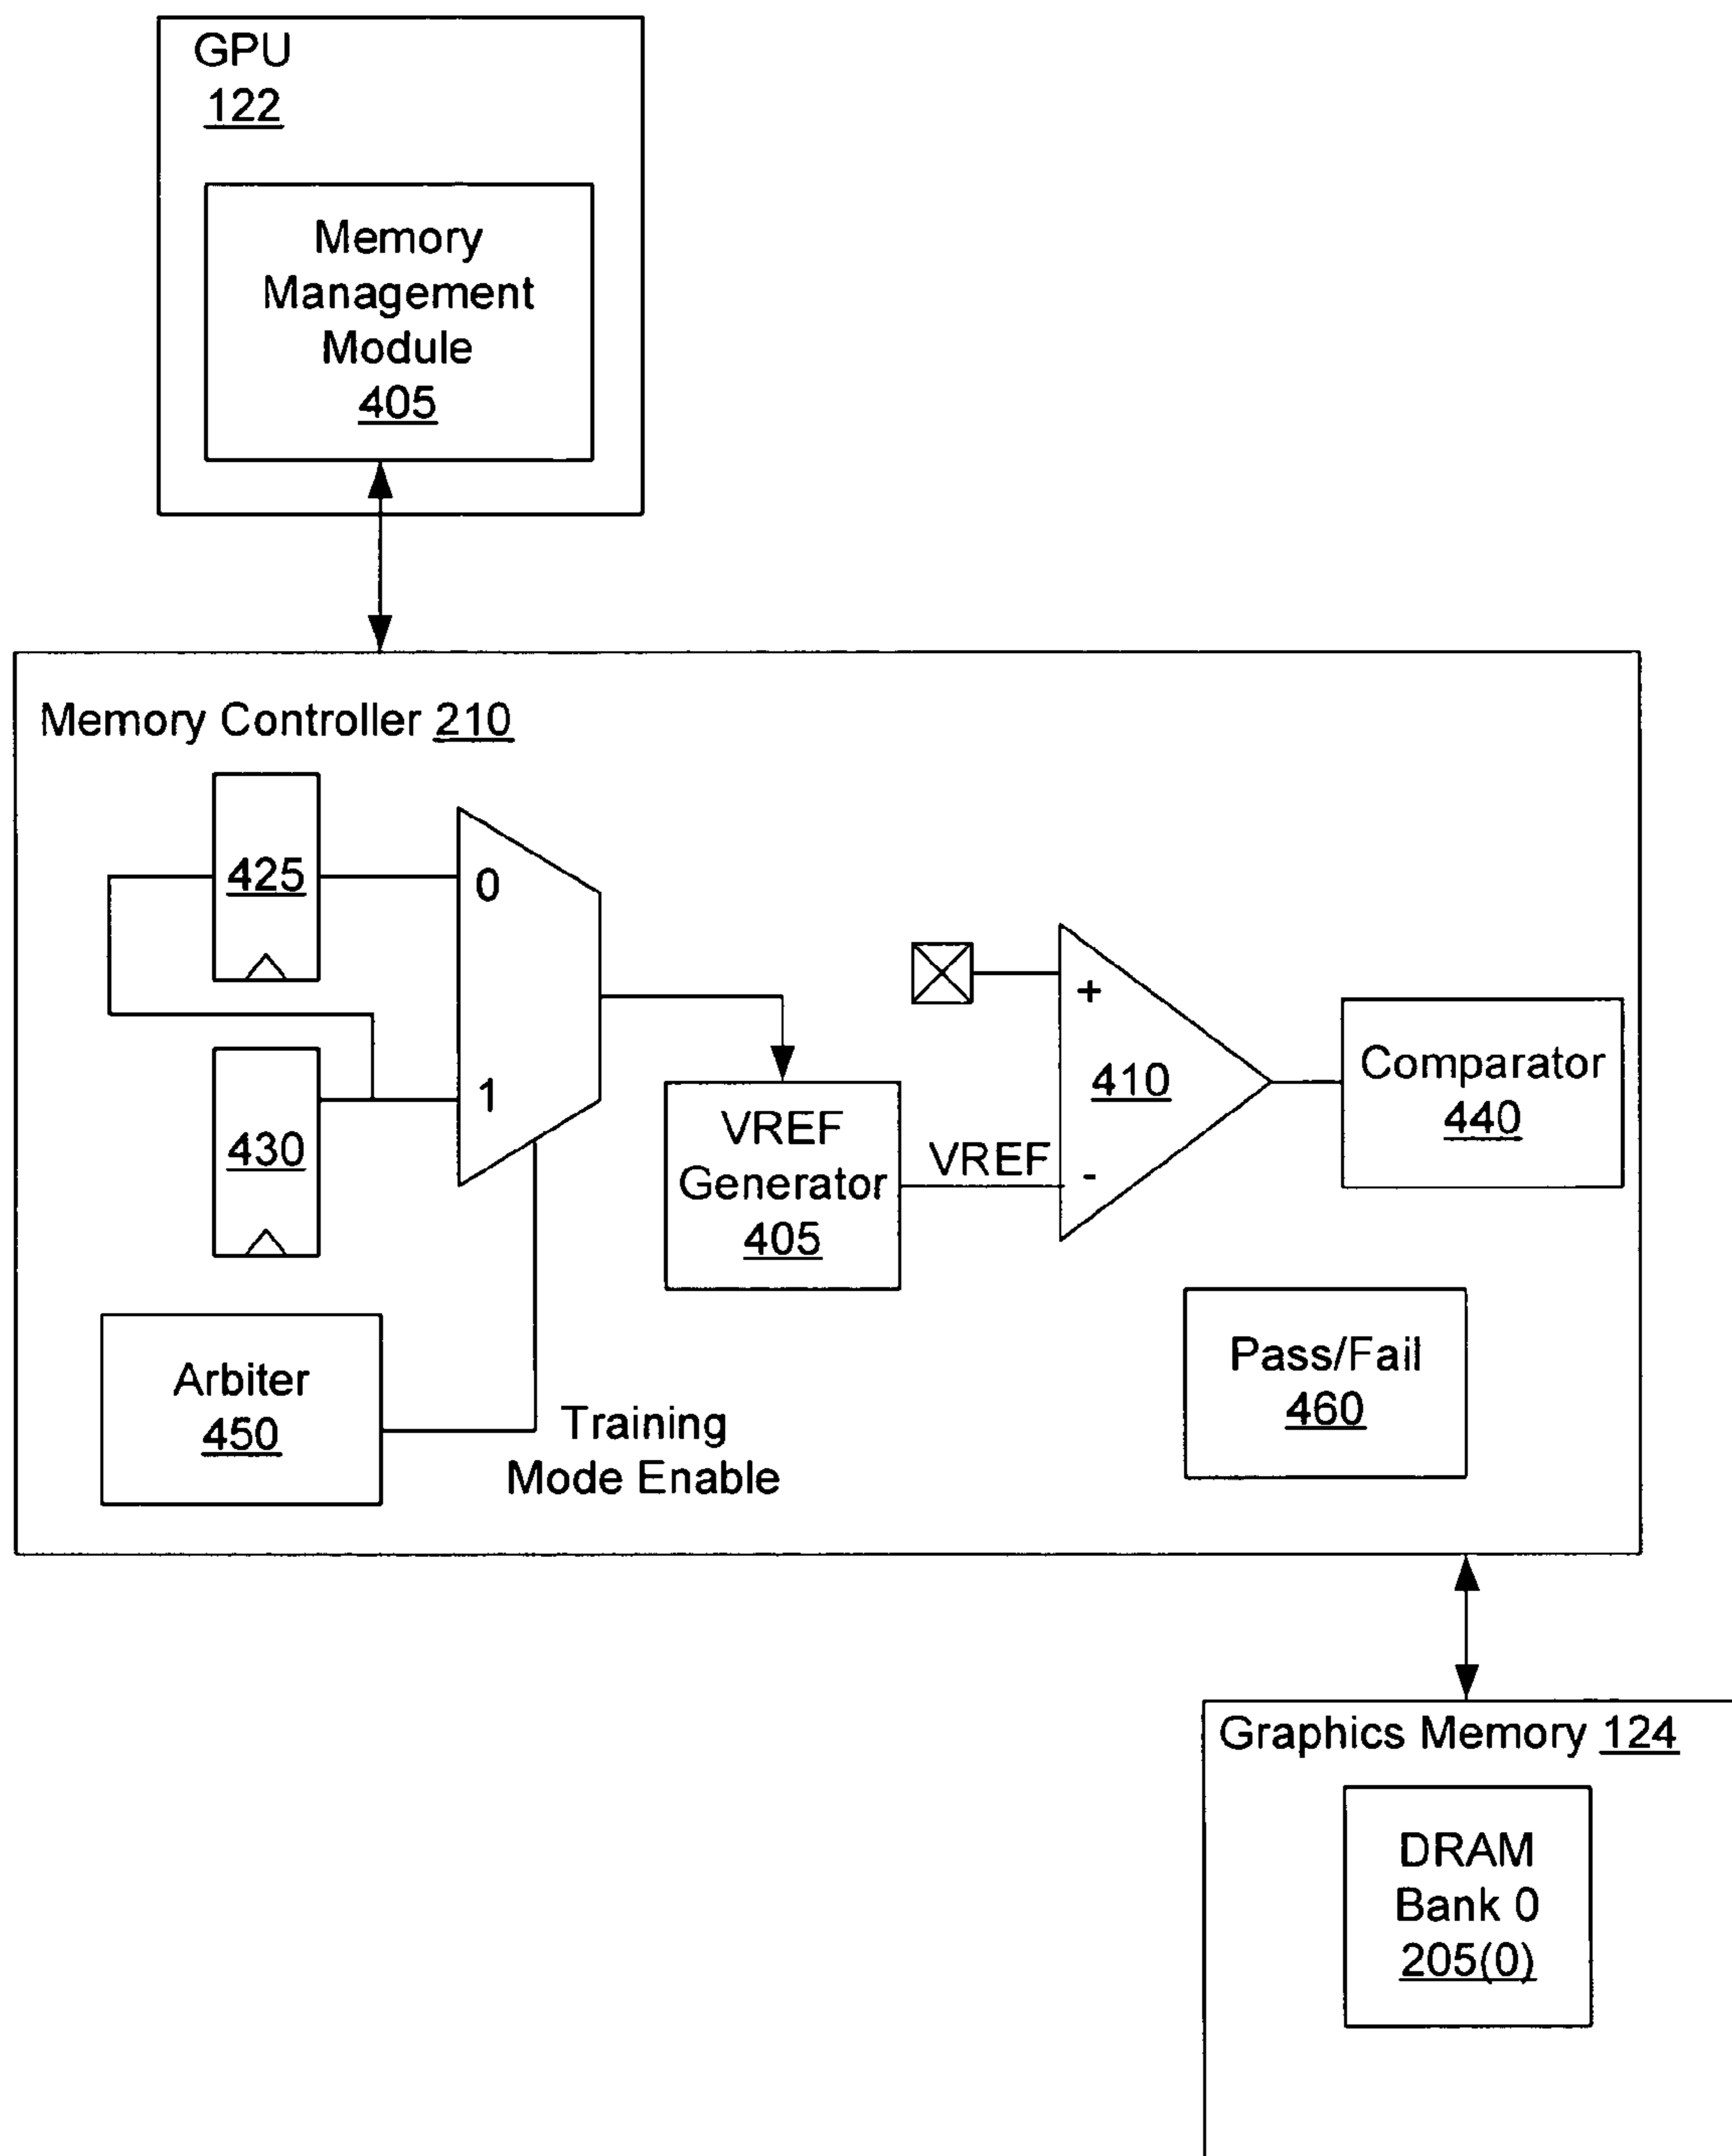 GPU
122
Memory
Management
Module
405
Memory Controller 210
425
0
430
1
Arbiter
450
Training
Mode Enable
VREF
Generator
405
VREF
+
410
-
Comparator
440
Pass/Fail
460
Graphics Memory 124
DRAM
Bank 0
205(0)